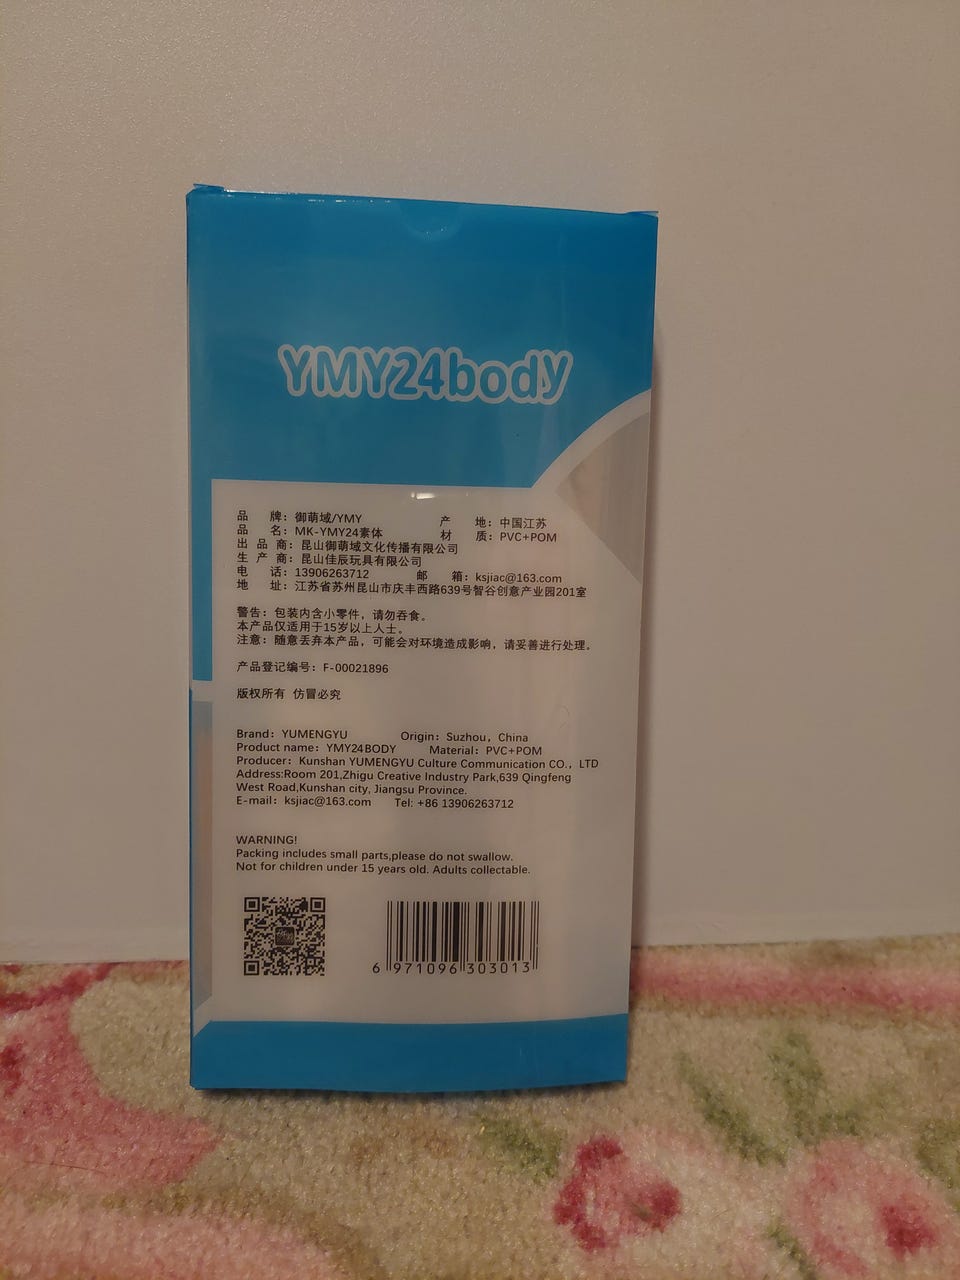 YMY24body
品 牌：御萌域/YMY 产 地：中国江苏
品 名：MK-YMY24素体 材 质：PVC+POM
出 品 商：昆山御萌域文化传播有限公司
生 产 商：昆山佳辰玩具有限公司
电 话：13906263712 邮 箱：ksjiac@163.com
地 址：江苏省苏州昆山市庆丰西路639号智谷创意产业园201室
警告：包装内含小零件，请勿吞食。
本产品仅适用于15岁以上人士。
注意：随意丢弃本产品，可能会对环境造成影响，请妥善进行处理。
产品登记编号：F-00021896
版权所有 仿冒必究
Brand：YUMENGYU Origin：Suzhou，China
Product name：YMY24BODY Material：PVC+POM
Producer：Kunshan YUMENGYU Culture Communication CO.，LTD
Address:Room 201,Zhigu Creative Industry Park,639 Qingfeng
West Road,Kunshan city, Jiangsu Province.
E-mail：ksjiac@163.com Tel: +86 13906263712
WARNING!
Packing includes small parts,please do not swallow.
Not for children under 15 years old. Adults collectable.
6 971096 303013